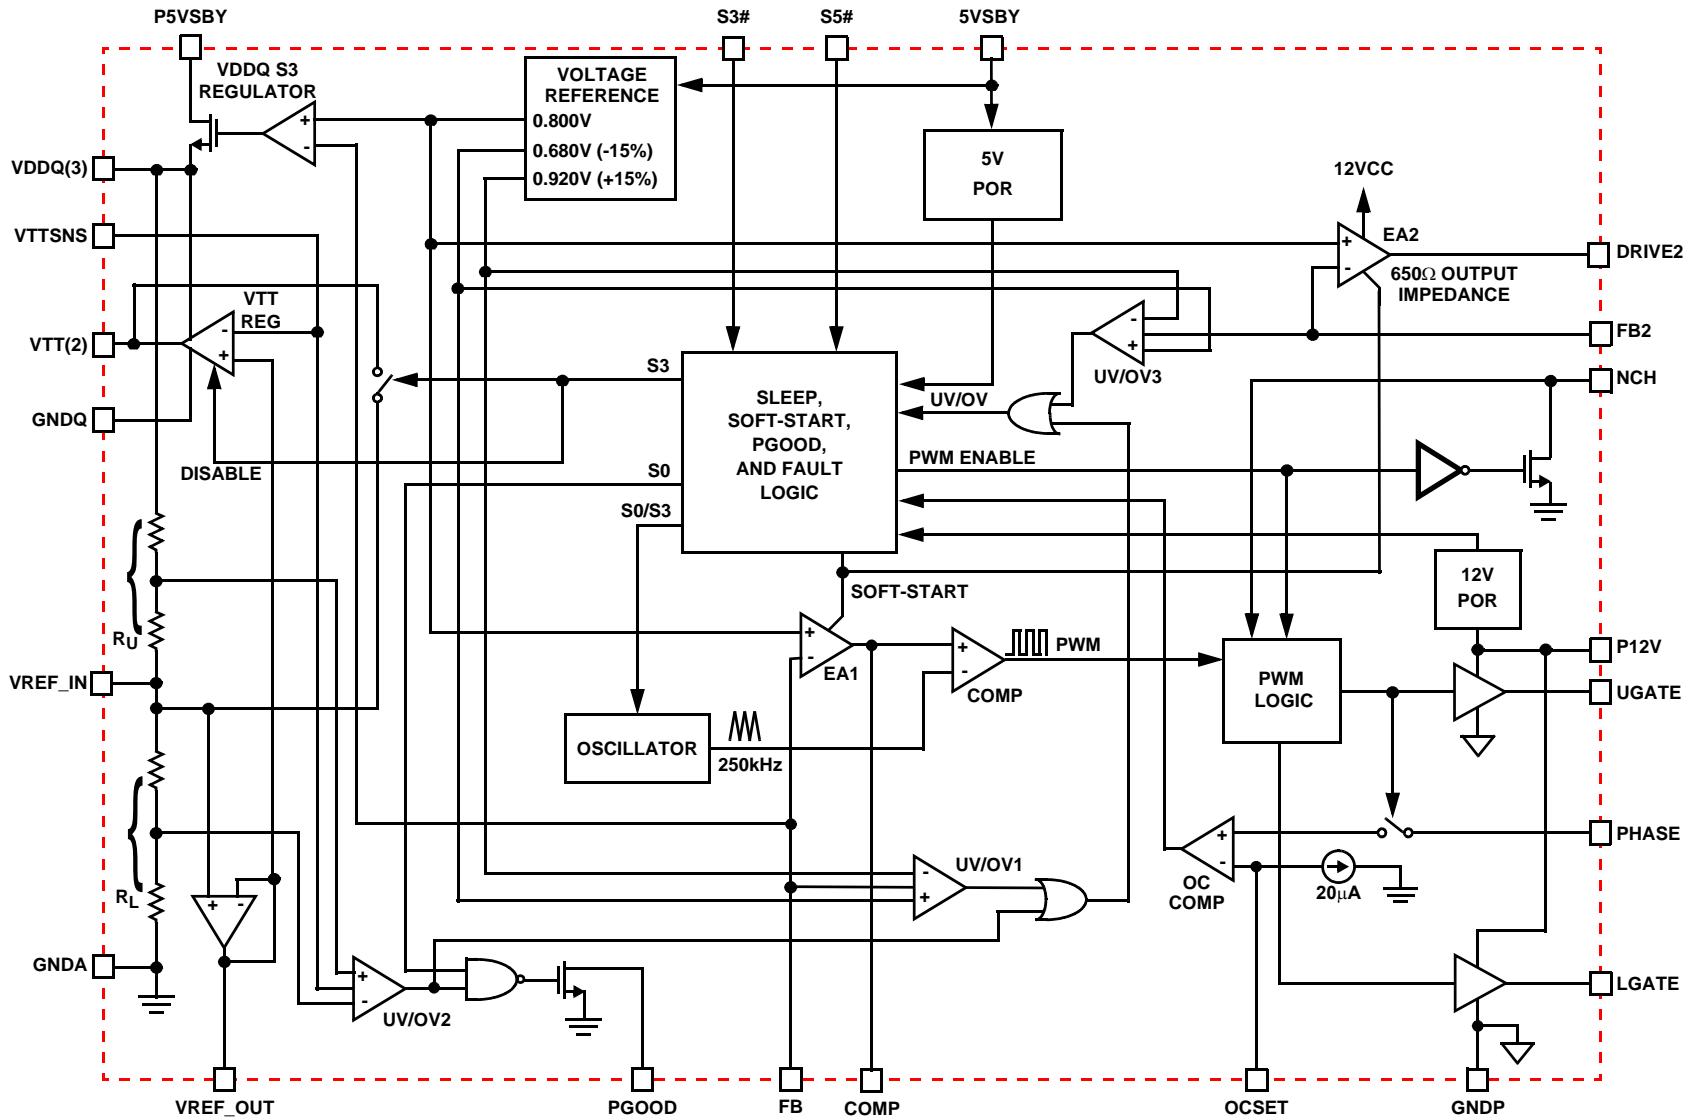 P5VSBY
S3#
S5#
5VSBY
VDDQ S3
REGULATOR
VOLTAGE
REFERENCE
0.800V
0.680V (-15%)
0.920V (+15%)
+
-
5V
POR
VDDQ(3)
12VCC
VTTSNS
+
-
EA2
DRIVE2
650Ω OUTPUT
IMPEDANCE
VTT
REG
-
+
VTT(2)
-
+
UV/OV3
FB2
S3
NCH
SLEEP,
SOFT-START,
PGOOD,
AND FAULT
LOGIC
UV/OV
GNDQ
DISABLE
S0
PWM ENABLE
S0/S3
12V
POR
SOFT-START
RU
+
-
EA1
+
-
COMP
PWM
P12V
VREF_IN
PWM
LOGIC
UGATE
OSCILLATOR
250kHz
PHASE
+
-
OC
COMP
20μA
UV/OV1
-
+
RL
+
-
GNDA
+
-
UV/OV2
LGATE
VREF_OUT
PGOOD
FB
COMP
OCSET
GNDP